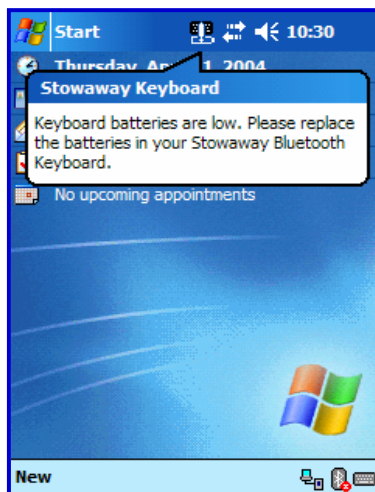 Start 10:30
Thursday, April 1, 2004
Stowaway Keyboard
Keyboard batteries are low. Please replace
the batteries in your Stowaway Bluetooth
Keyboard.
No upcoming appointments
New